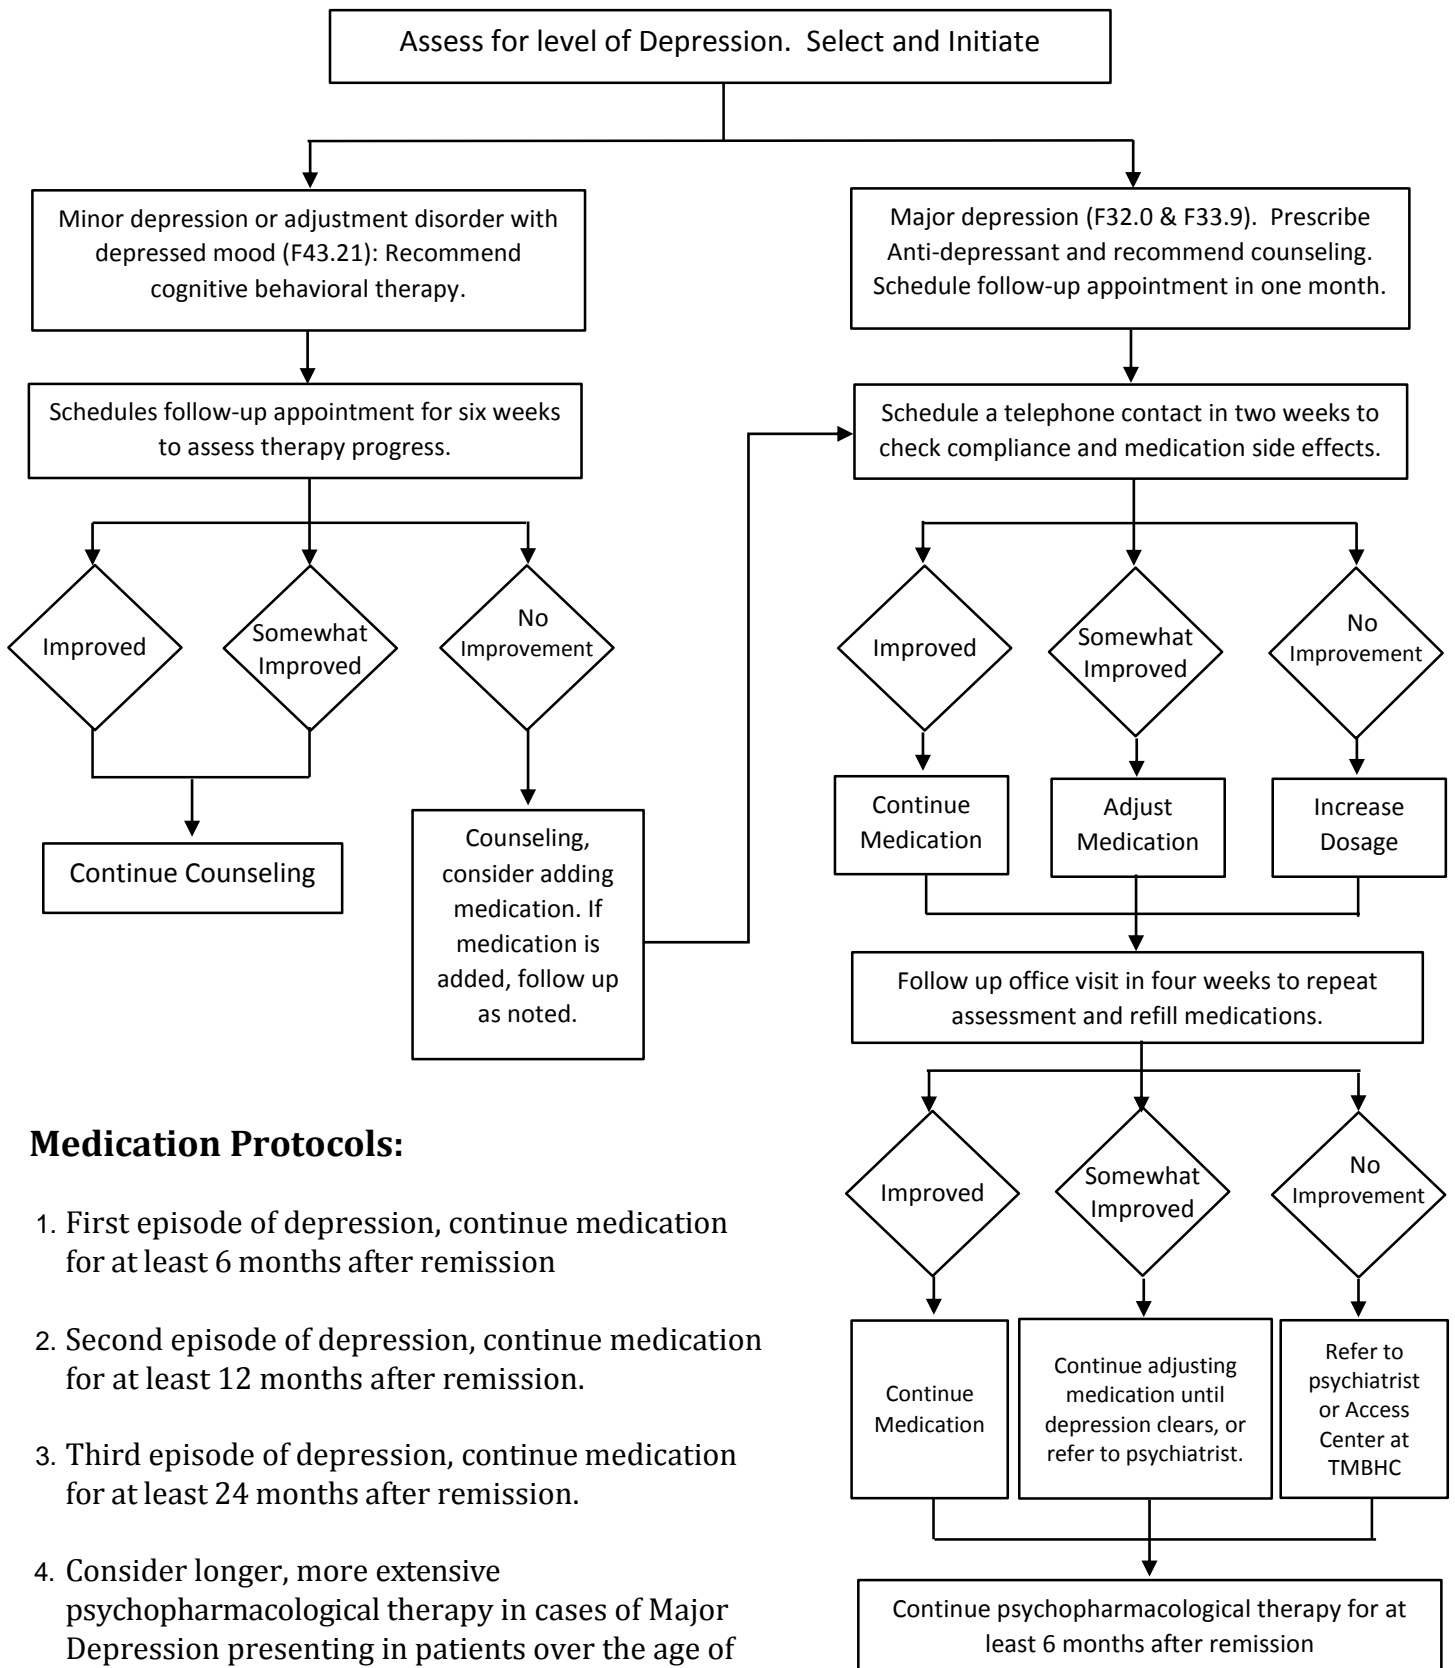 Assess for level of Depression.  Select and Initiate
Minor depression or adjustment disorder with
depressed mood (F43.21): Recommend
cognitive behavioral therapy.
Major depression (F32.0 & F33.9).  Prescribe
Anti-depressant and recommend counseling.
Schedule follow-up appointment in one month.
Schedules follow-up appointment for six weeks
to assess therapy progress.
Schedule a telephone contact in two weeks to
check compliance and medication side effects.
Improved
Somewhat
Improved
No
Improvement
Improved
Somewhat
Improved
No
Improvement
Continue Counseling
Counseling,
consider adding
medication. If
medication is
added, follow up
as noted.
Continue
Medication
Adjust
Medication
Increase
Dosage
Follow up office visit in four weeks to repeat
assessment and refill medications.
Improved
Somewhat
Improved
No
Improvement
Continue
Medication
Continue adjusting
medication until
depression clears, or
refer to psychiatrist.
Refer to
psychiatrist
or Access
Center at
TMBHC
Continue psychopharmacological therapy for at
least 6 months after remission
Medication Protocols:
1. First episode of depression, continue medication
for at least 6 months after remission
2. Second episode of depression, continue medication
for at least 12 months after remission.
3. Third episode of depression, continue medication
for at least 24 months after remission.
4. Consider longer, more extensive
psychopharmacological therapy in cases of Major
Depression presenting in patients over the age of